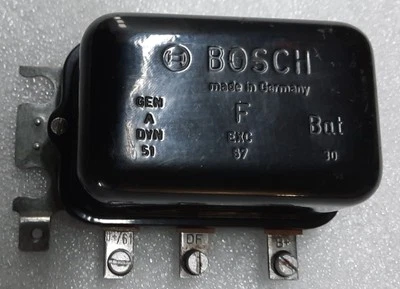 BOSCH
made in Germany
GEN F Bat
A EXC
DYN 67 30
51
D+/61 DF B+